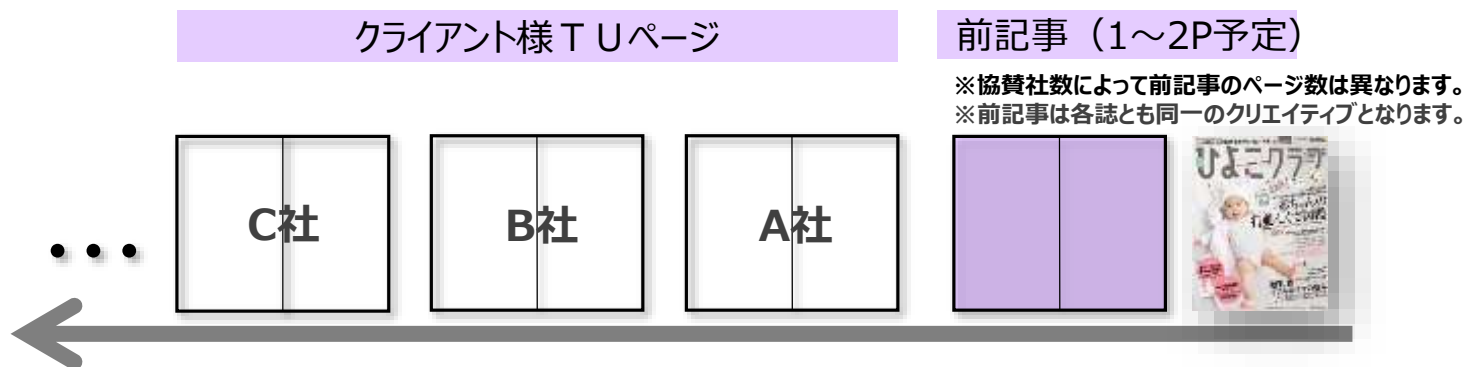 クライアント様TUページ
前記事（1～2P予定）
※協賛社数によって前記事のページ数は異なります。
※前記事は各誌とも同一のクリエイティブとなります。
・・・
C社
B社
A社
ひよこクラブ